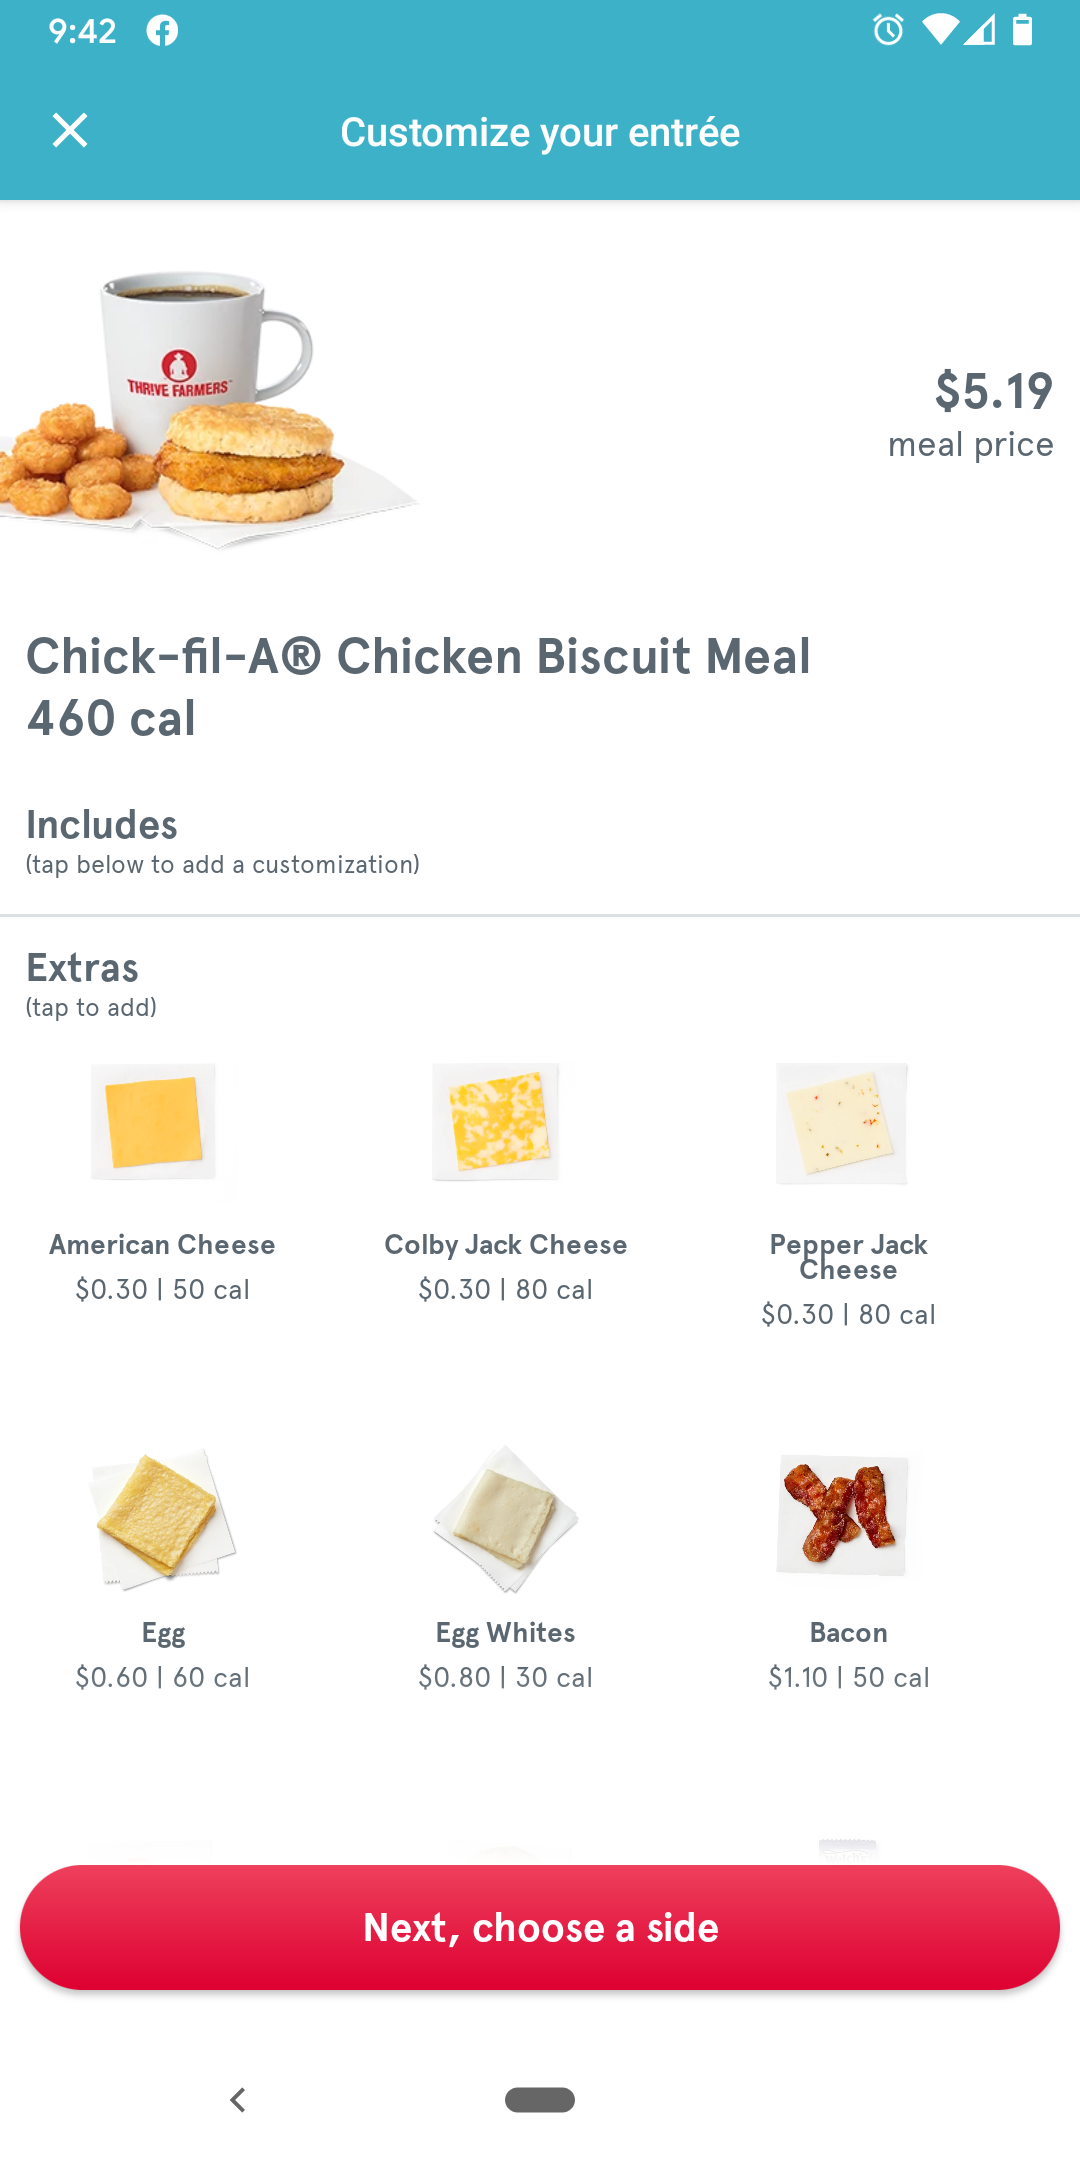 9:42
Customize your entrée
THRIVE FARMERS
$5.19
meal price
Chick-fil-A® Chicken Biscuit Meal
460 cal
Includes
(tap below to add a customization)
Extras
(tap to add)
American Cheese
$0.30 | 50 cal
Colby Jack Cheese
$0.30 | 80 cal
Pepper Jack
Cheese
$0.30 | 80 cal
Egg
$0.60 | 60 cal
Egg Whites
$0.80 | 30 cal
Bacon
$1.10 | 50 cal
Next, choose a side